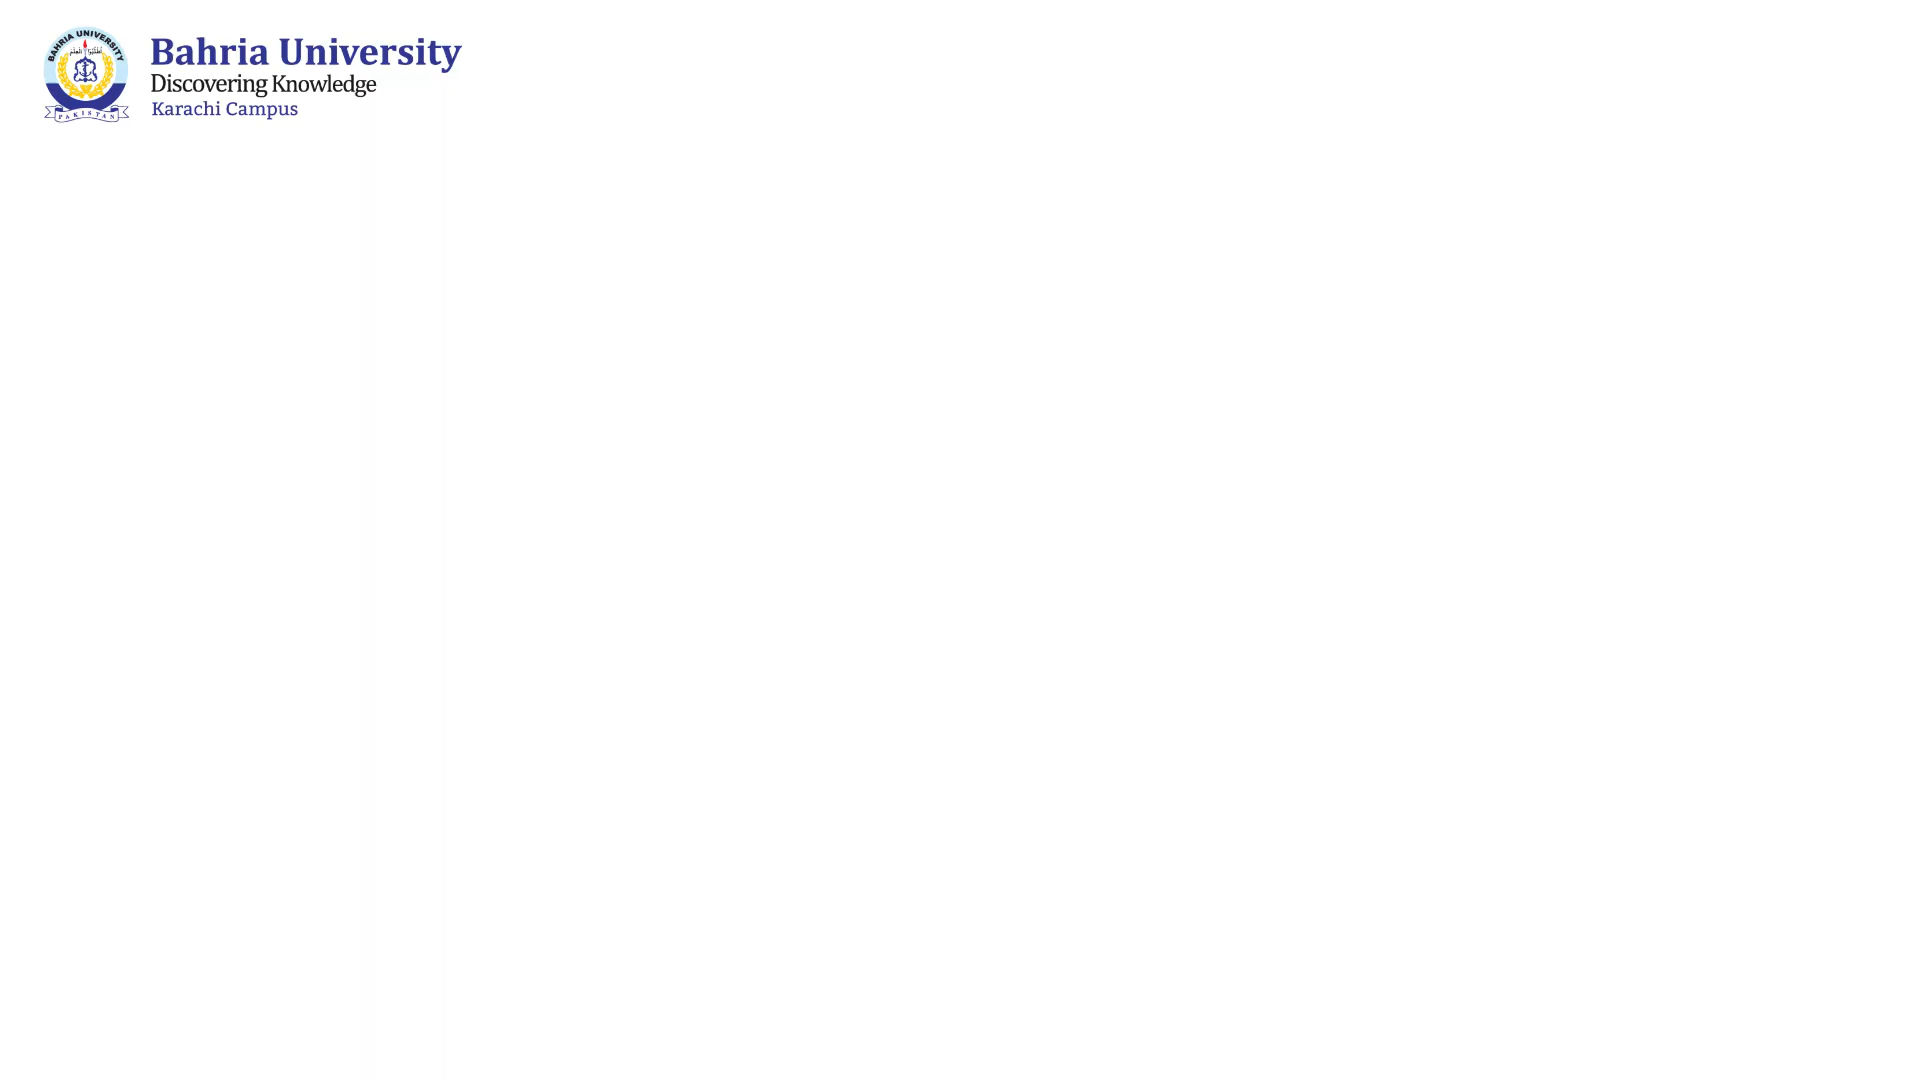 BAHRIA UNIVERSITY
PAKISTAN
Bahria University
Discovering Knowledge
Karachi Campus